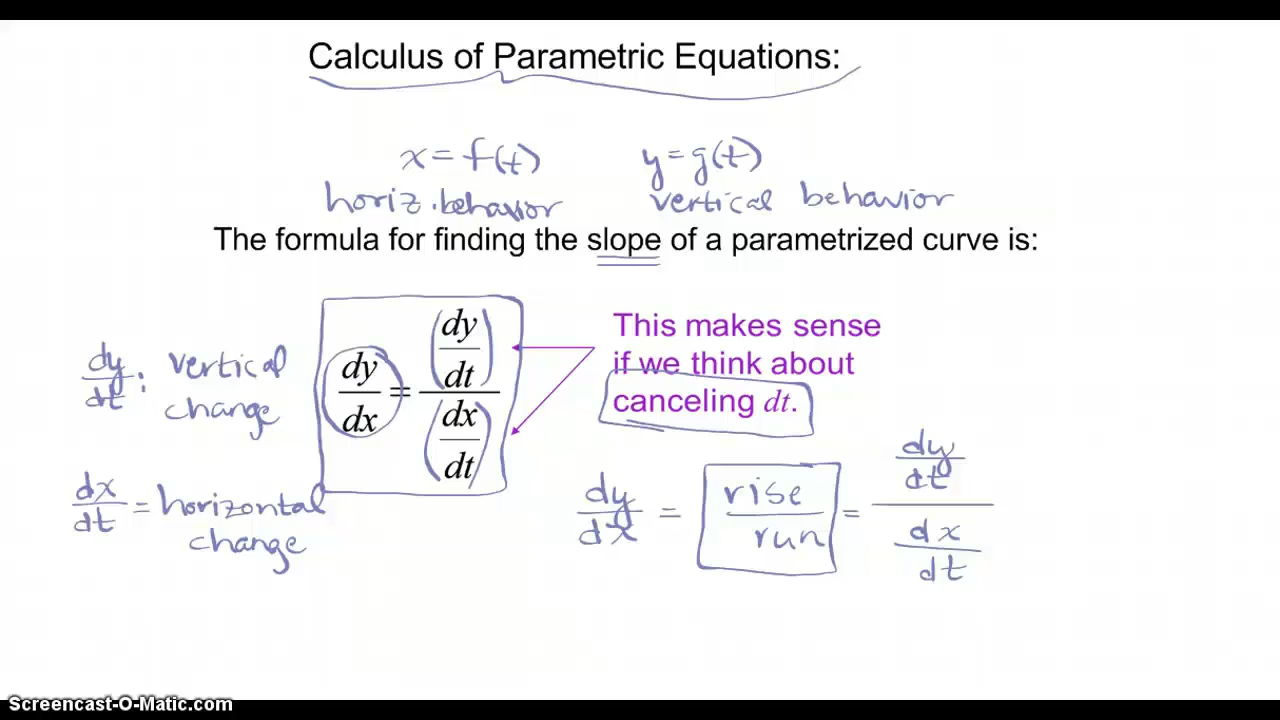 Calculus of Parametric Equations:
x = f(t) y = g(t)
horiz. behavior vertical behavior
The formula for finding the slope of a parametrized curve is:
dy/dt : vertical
change
dy/dx = (dy/dt)/(dx/dt)
This makes sense
if we think about
canceling dt.
dx/dt = horizontal
change
dy/dx = rise/run = (dy/dt)/(dx/dt)
Screencast-O-Matic.com